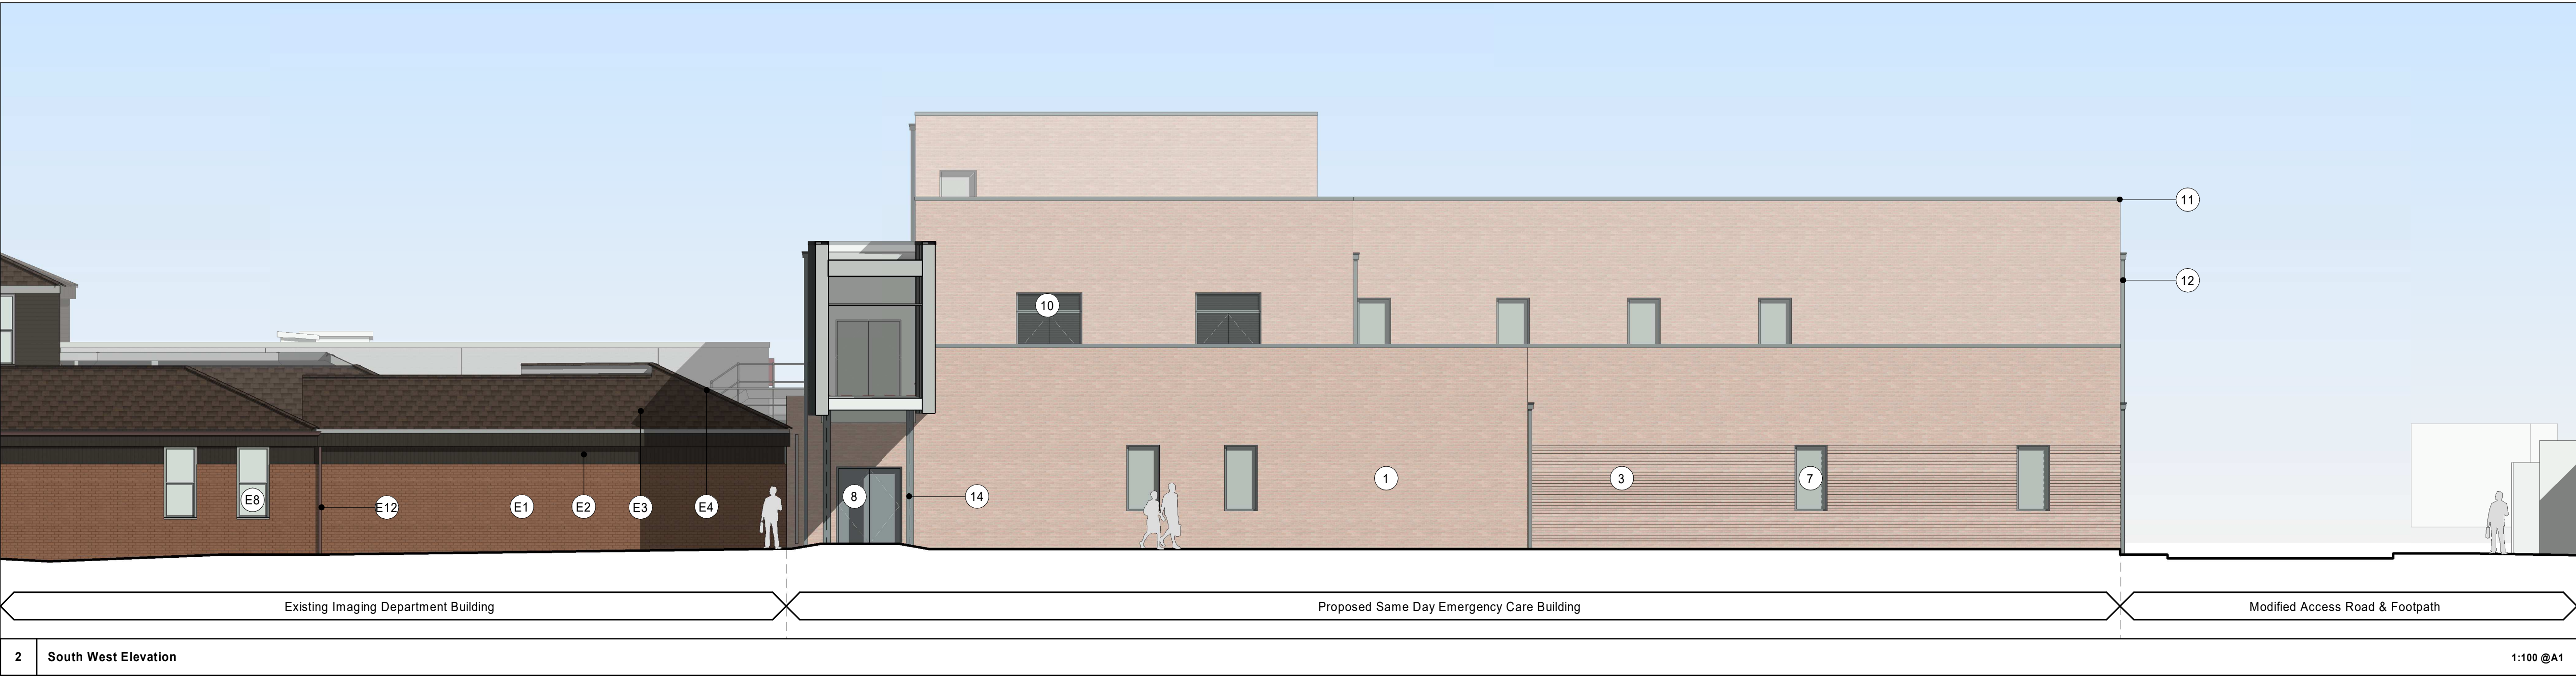 11
12
10
E8
E12
E1
E2
E3
E4
8
14
1
3
7
Existing Imaging Department Building
Proposed Same Day Emergency Care Building
Modified Access Road & Footpath
2
South West Elevation
1:100 @A1